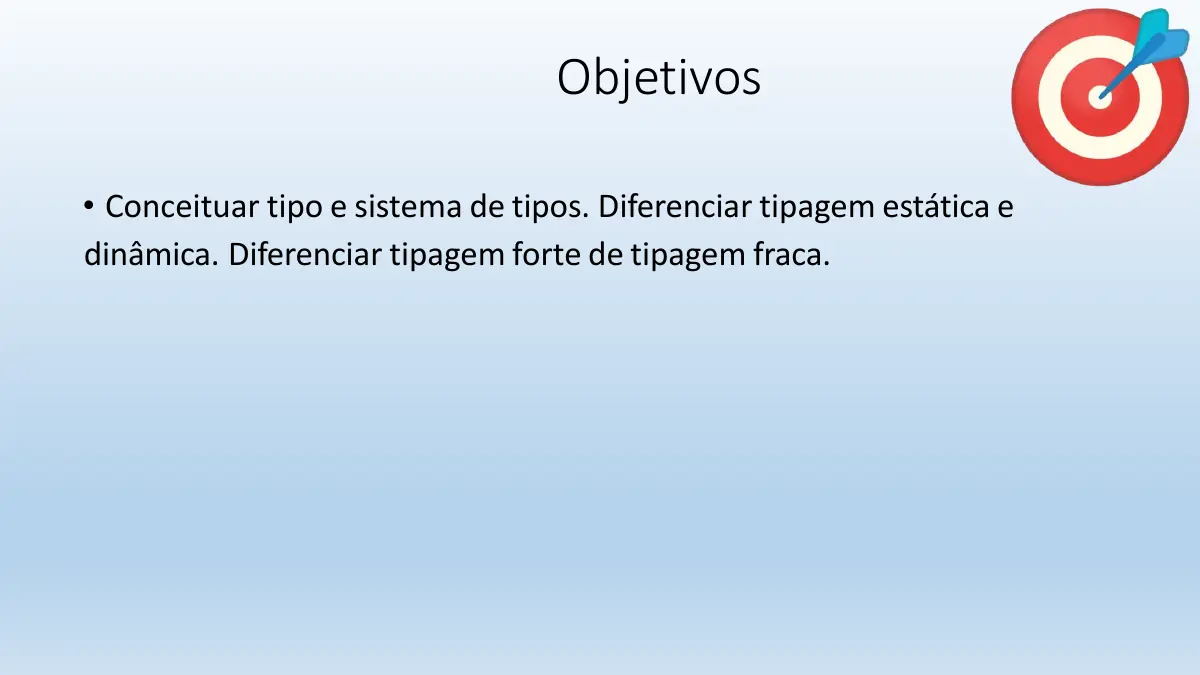 Objetivos
• Conceituar tipo e sistema de tipos. Diferenciar tipagem estática e
dinâmica. Diferenciar tipagem forte de tipagem fraca.